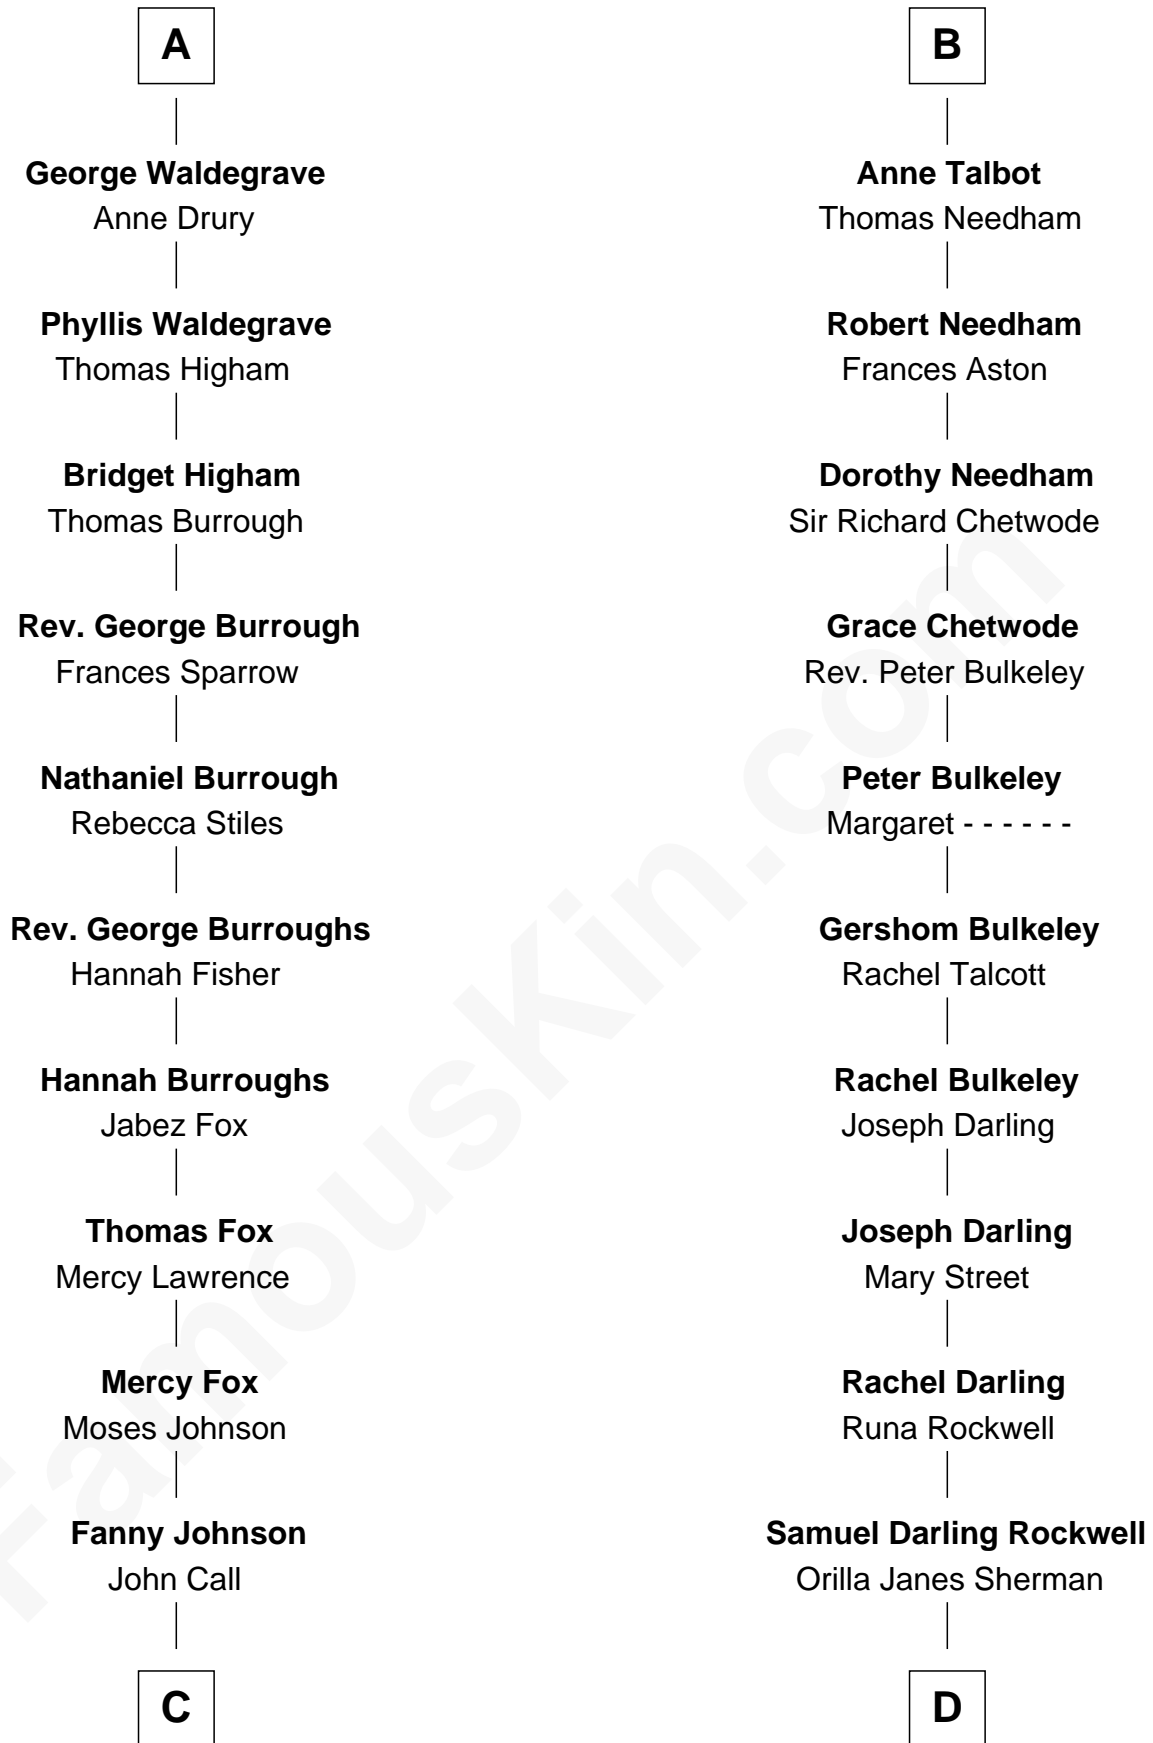 A
George Waldegrave
Anne Drury
Phyllis Waldegrave
Thomas Higham
Bridget Higham
Thomas Burrough
Rev. George Burrough
Frances Sparrow
Nathaniel Burrough
Rebecca Stiles
Rev. George Burroughs
Hannah Fisher
Hannah Burroughs
Jabez Fox
Thomas Fox
Mercy Lawrence
Mercy Fox
Moses Johnson
Fanny Johnson
John Call
C
B
Anne Talbot
Thomas Needham
Robert Needham
Frances Aston
Dorothy Needham
Sir Richard Chetwode
Grace Chetwode
Rev. Peter Bulkeley
Peter Bulkeley
Margaret - - - - - -
Gershom Bulkeley
Rachel Talcott
Rachel Bulkeley
Joseph Darling
Joseph Darling
Mary Street
Rachel Darling
Runa Rockwell
Samuel Darling Rockwell
Orilla Janes Sherman
D
FamousKin.com